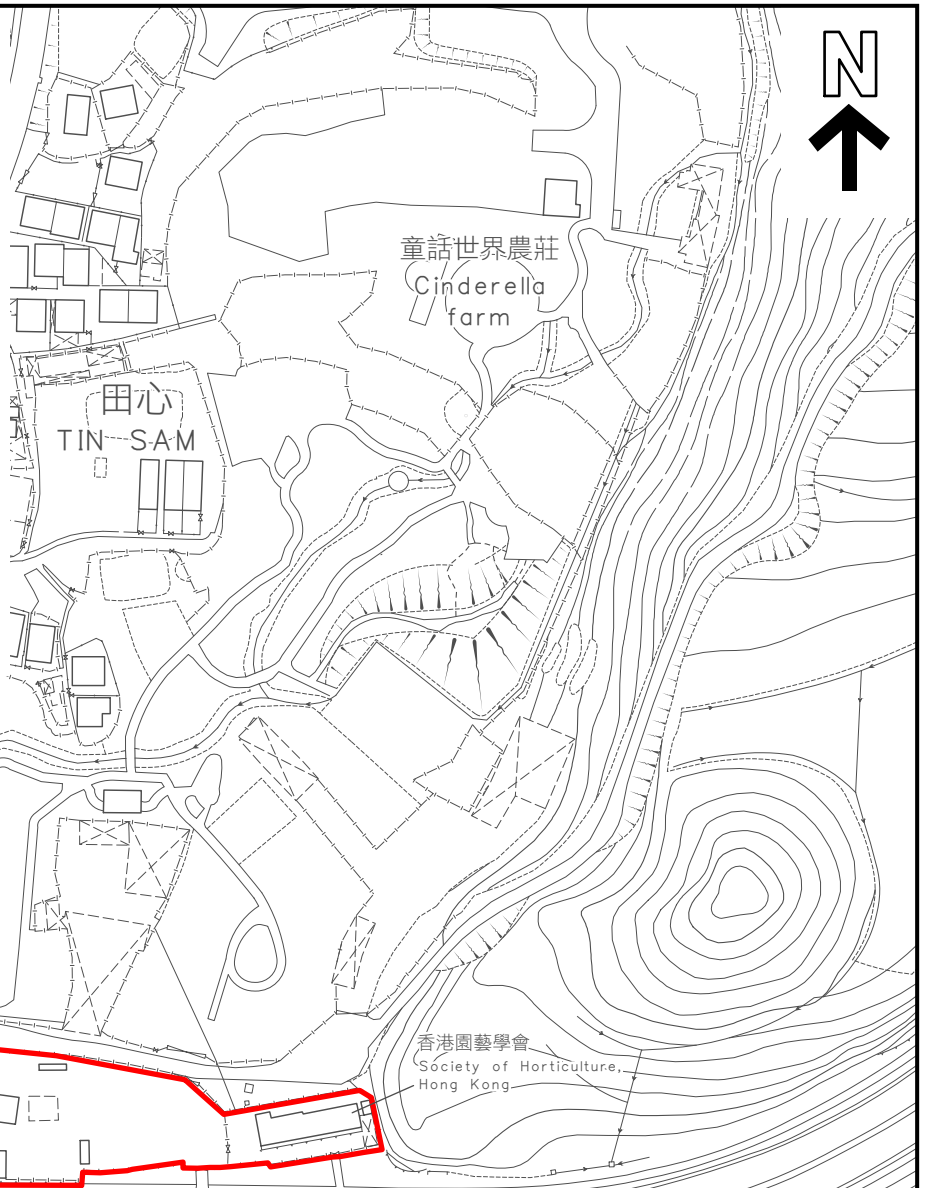 N
童話世界農莊
Cinderella
farm
田心
TIN SAM
香港園藝學會
Society of Horticulture,
Hong Kong